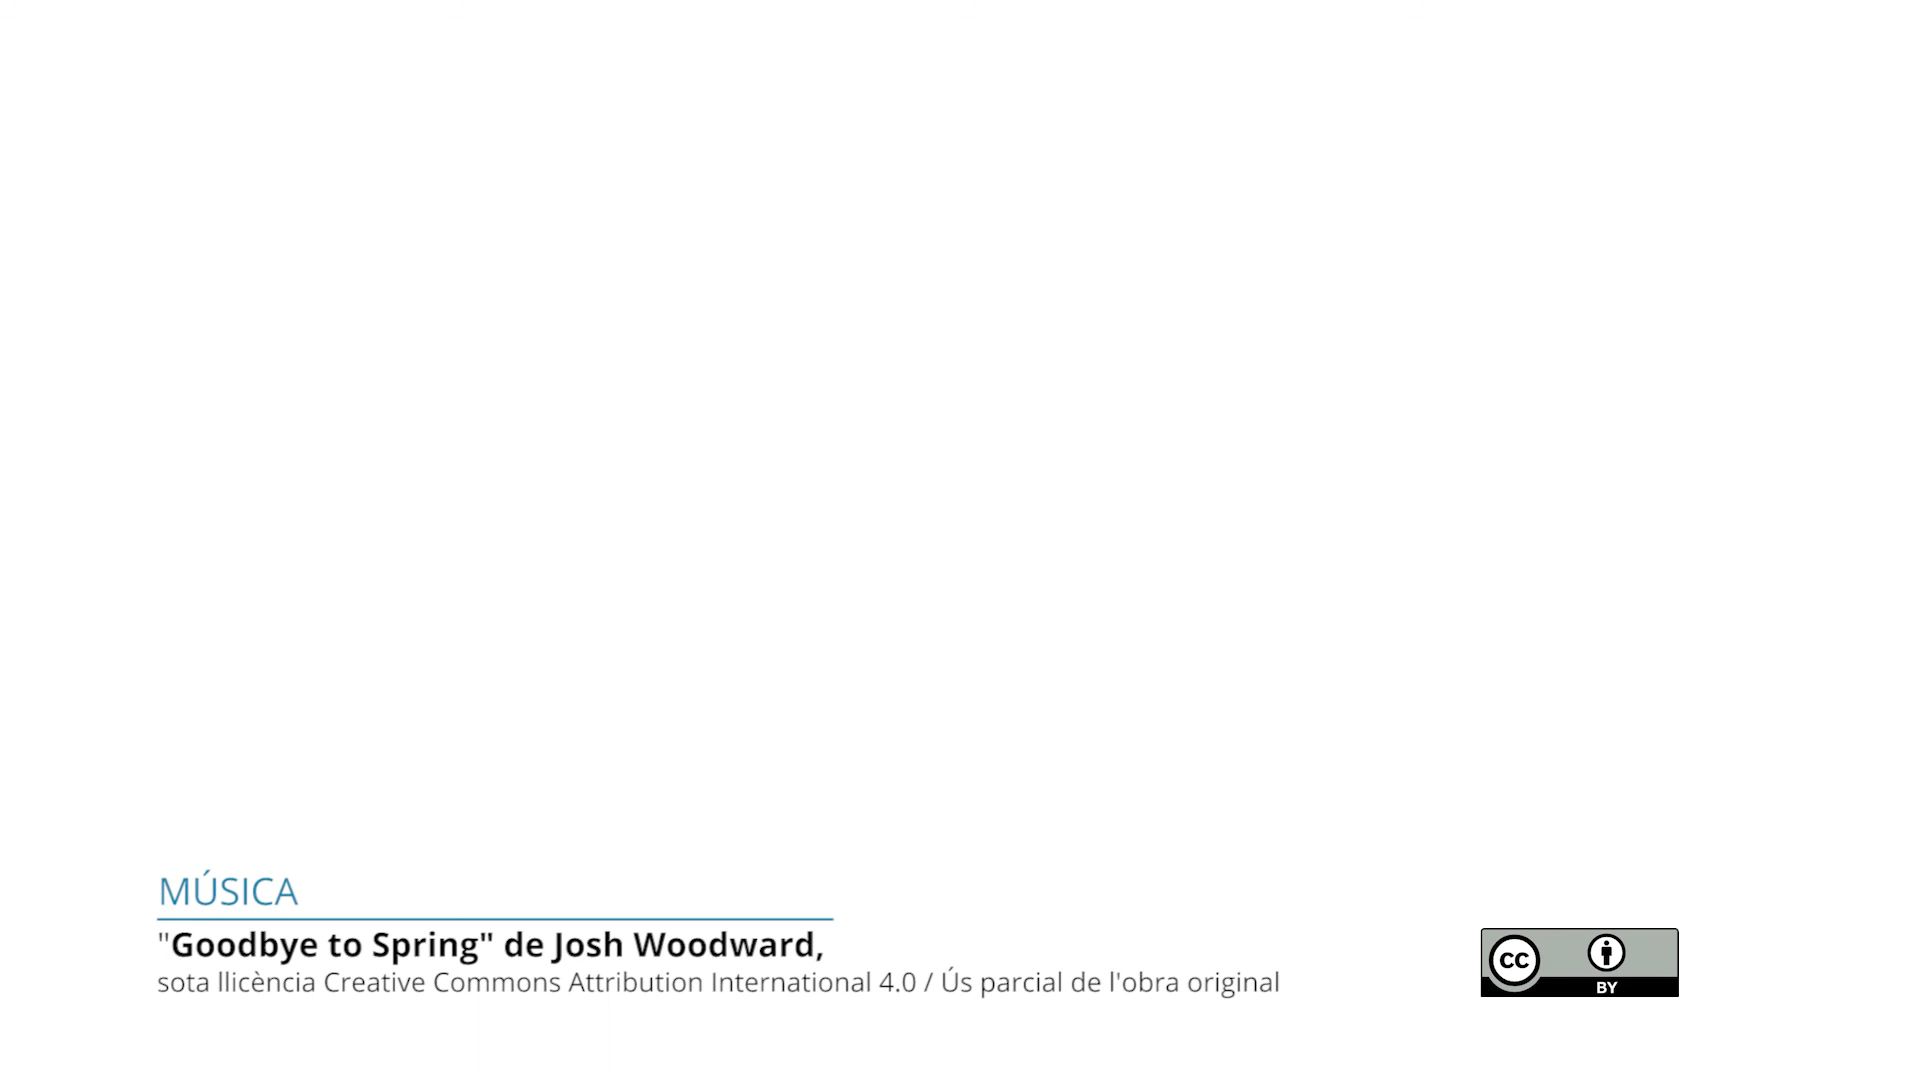 MÚSICA
"Goodbye to Spring" de Josh Woodward,
sota llicència Creative Commons Attribution International 4.0 / Ús parcial de l'obra original
CC
BY